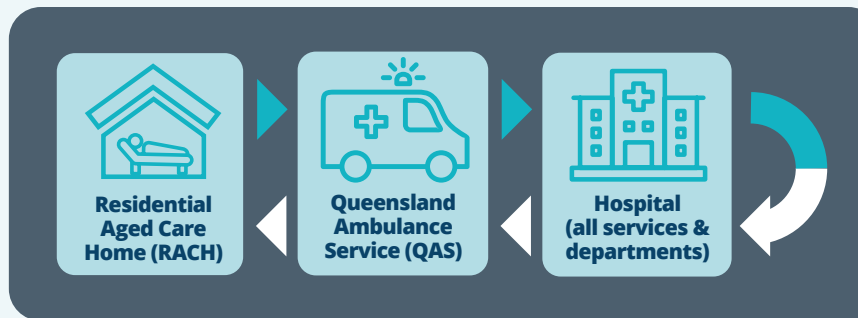 Residential
Aged Care
Home (RACH)
Queensland
Ambulance
Service (QAS)
Hospital
(all services &
departments)